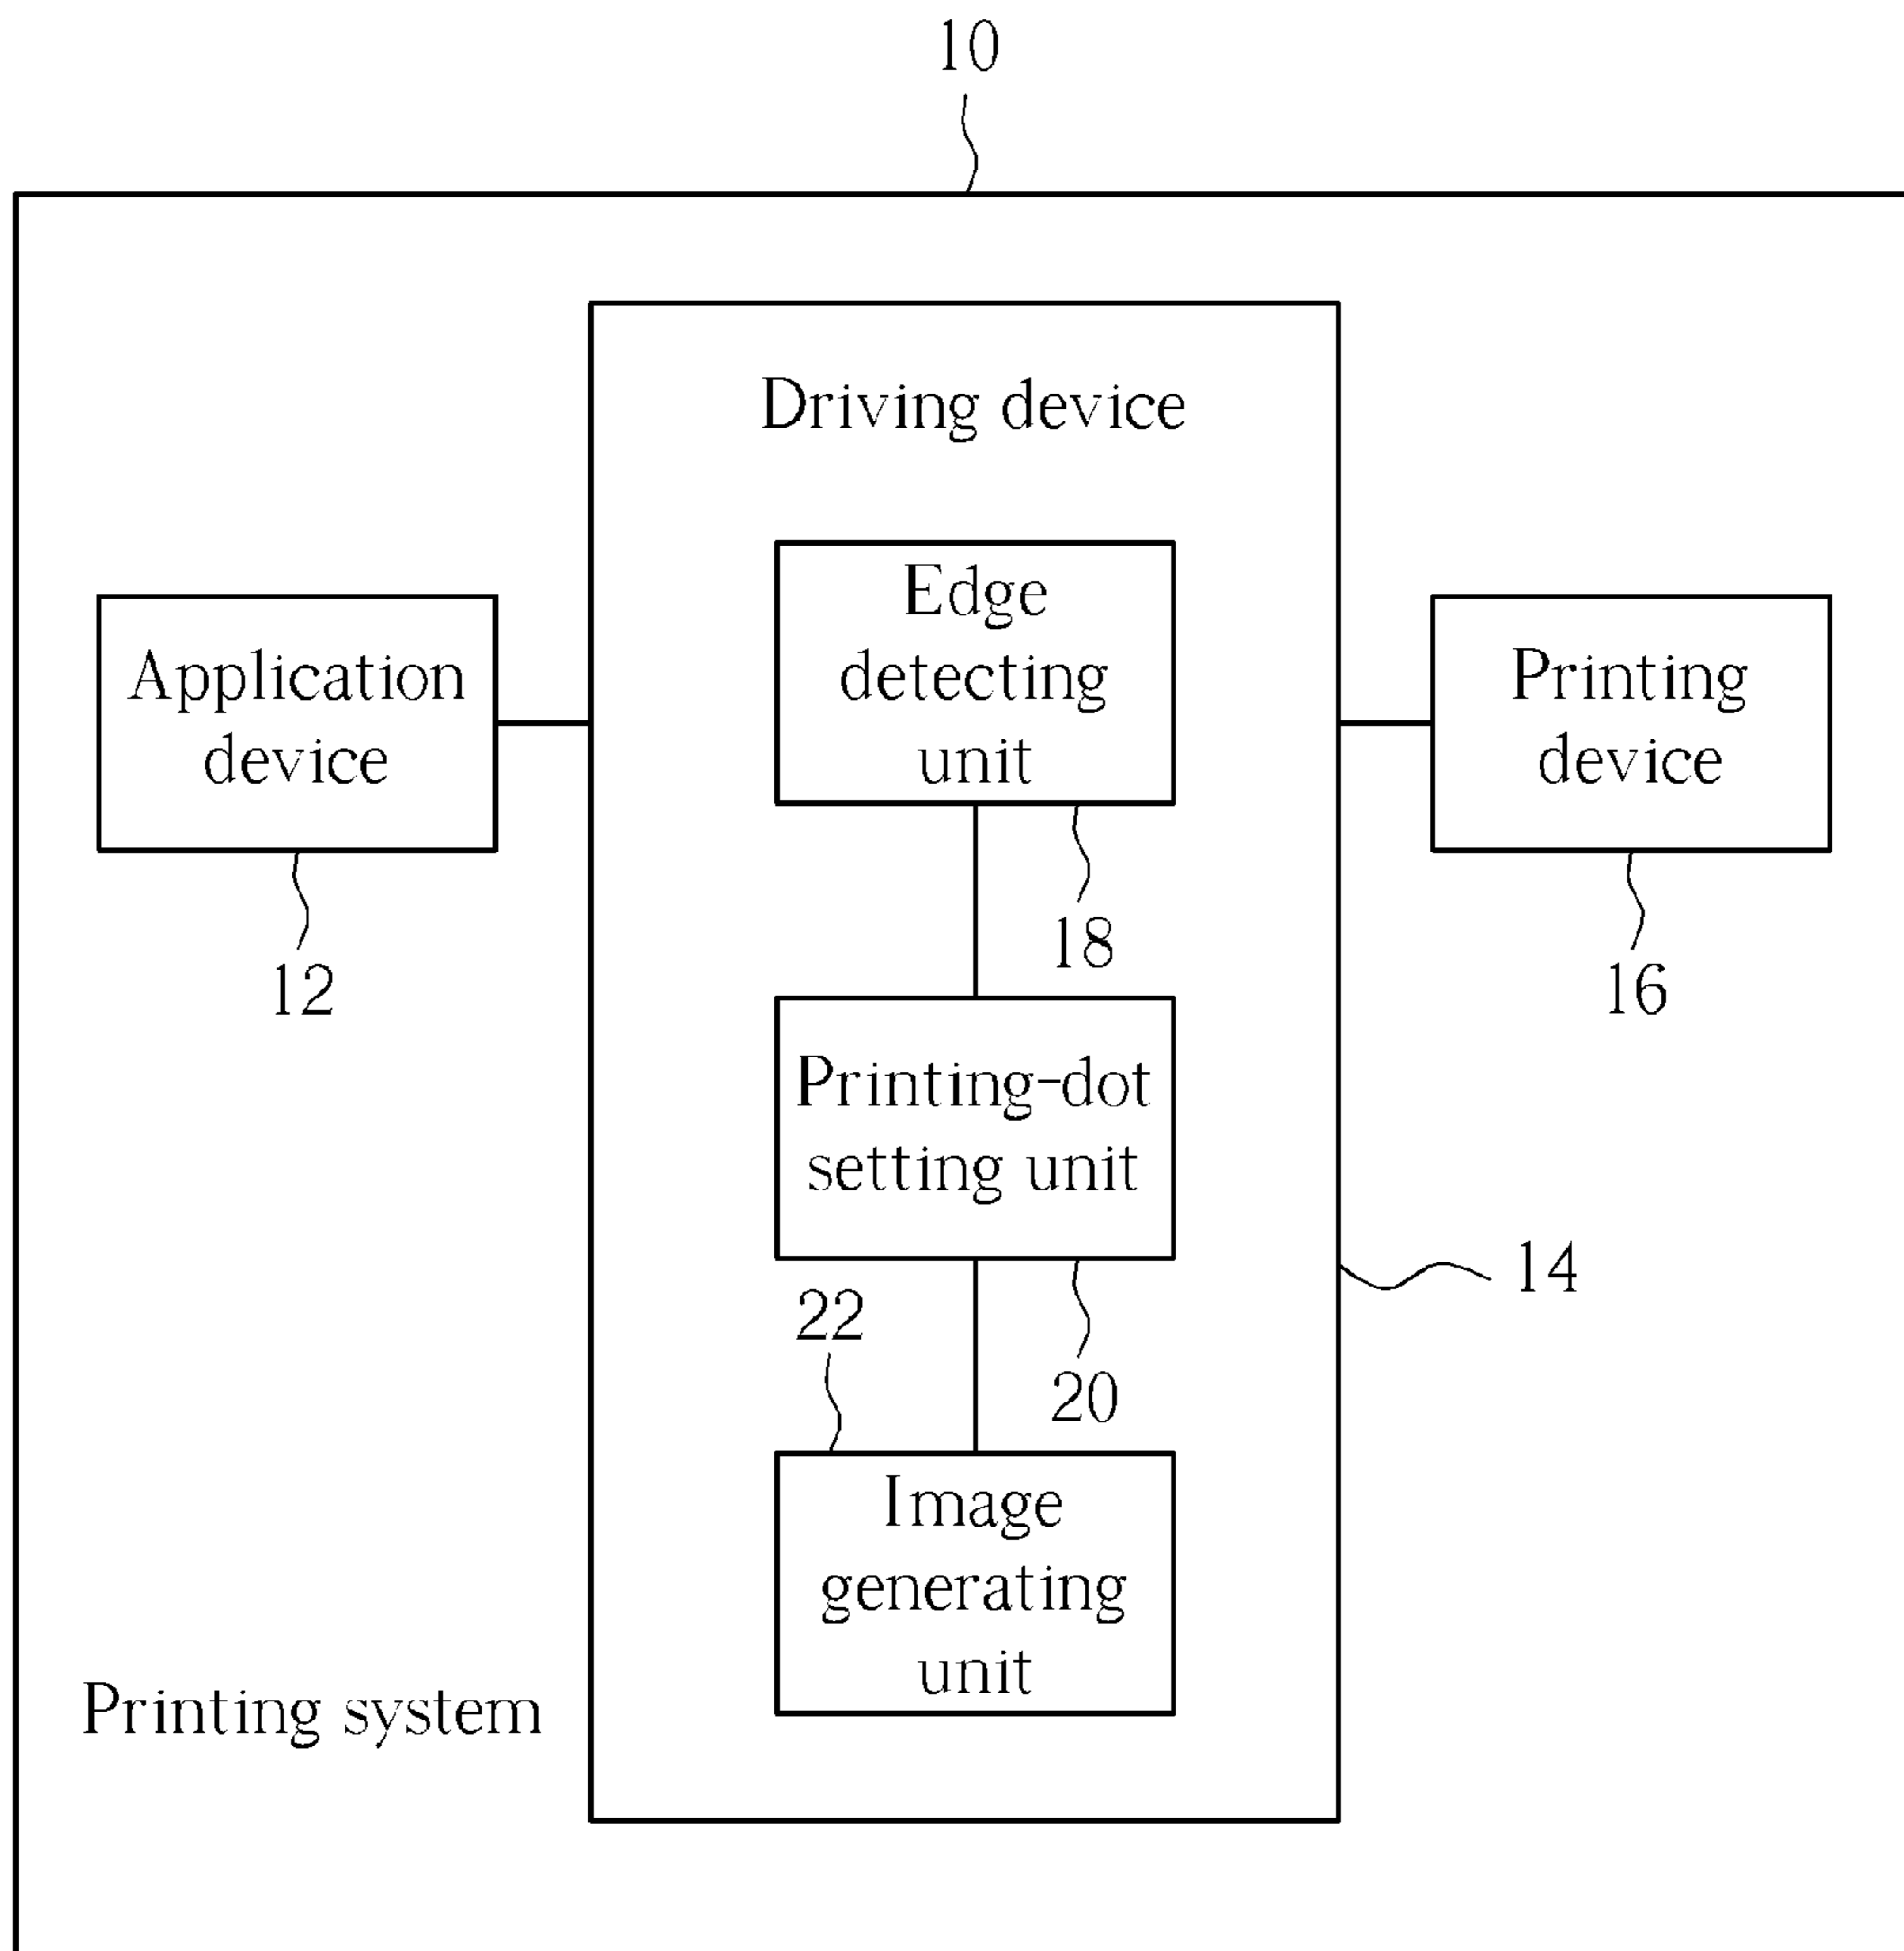 10
Driving device
Edge
detecting
unit
18
Application
device
12
Printing
device
16
Printing-dot
setting unit
20
14
22
Image
generating
unit
Printing system